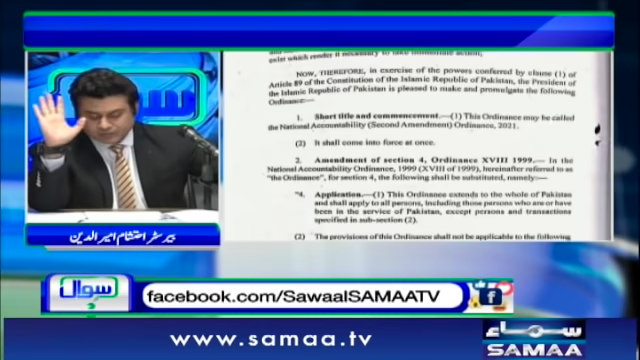 exist which render it necessary to take immediate action;
NOW, THEREFORE, in exercise of the powers conferred by clause (1) of
Article 89 of the Constitution of the Islamic Republic of Pakistan, the President of
the Islamic Republic of Pakistan is pleased to make and promulgate the following
Ordinance:—
1. Short title and commencement.— (1) This Ordinance may be called
the National Accountability (Second Amendment) Ordinance, 2021.
(2) It shall come into force at once.
2. Amendment of section 4, Ordinance XVIII 1999.— In the
National Accountability Ordinance, 1999 (XVIII of 1999), hereinafter referred to as
"the Ordinance", for section 4, the following shall be substituted, namely:—
"4. Application.— (1) This Ordinance extends to the whole of Pakistan
and shall apply to all persons, including those persons who are or have
been in the service of Pakistan, except persons and transactions
specified in sub-section (2).
(2) The provisions of this Ordinance shall not be applicable to the following
بیرسٹر احتشام امیر الدین
سوال
facebook.com/SawaalSAMAATV
www.samaa.tv
سماء
SAMAA